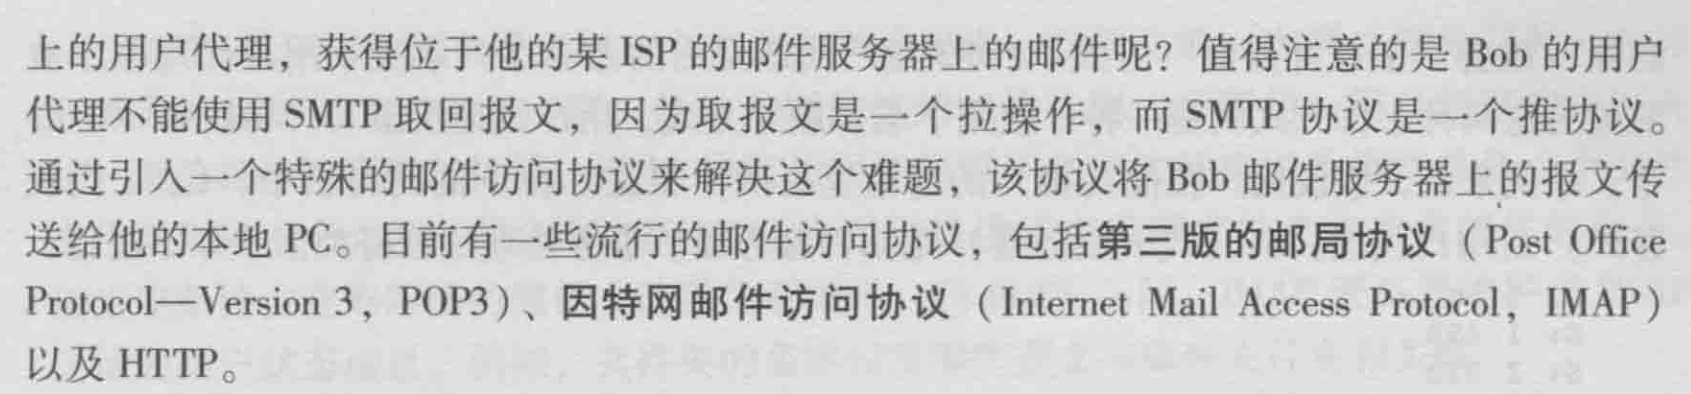 上的用户代理，获得位于他的某 ISP 的邮件服务器上的邮件呢？值得注意的是 Bob 的用户
代理不能使用 SMTP 取回报文，因为取报文是一个拉操作，而 SMTP 协议是一个推协议。
通过引入一个特殊的邮件访问协议来解决这个难题，该协议将 Bob 邮件服务器上的报文传
送给他的本地 PC。目前有一些流行的邮件访问协议，包括第三版的邮局协议（Post Office
Protocol—Version 3，POP3）、因特网邮件访问协议（Internet Mail Access Protocol，IMAP）
以及 HTTP。